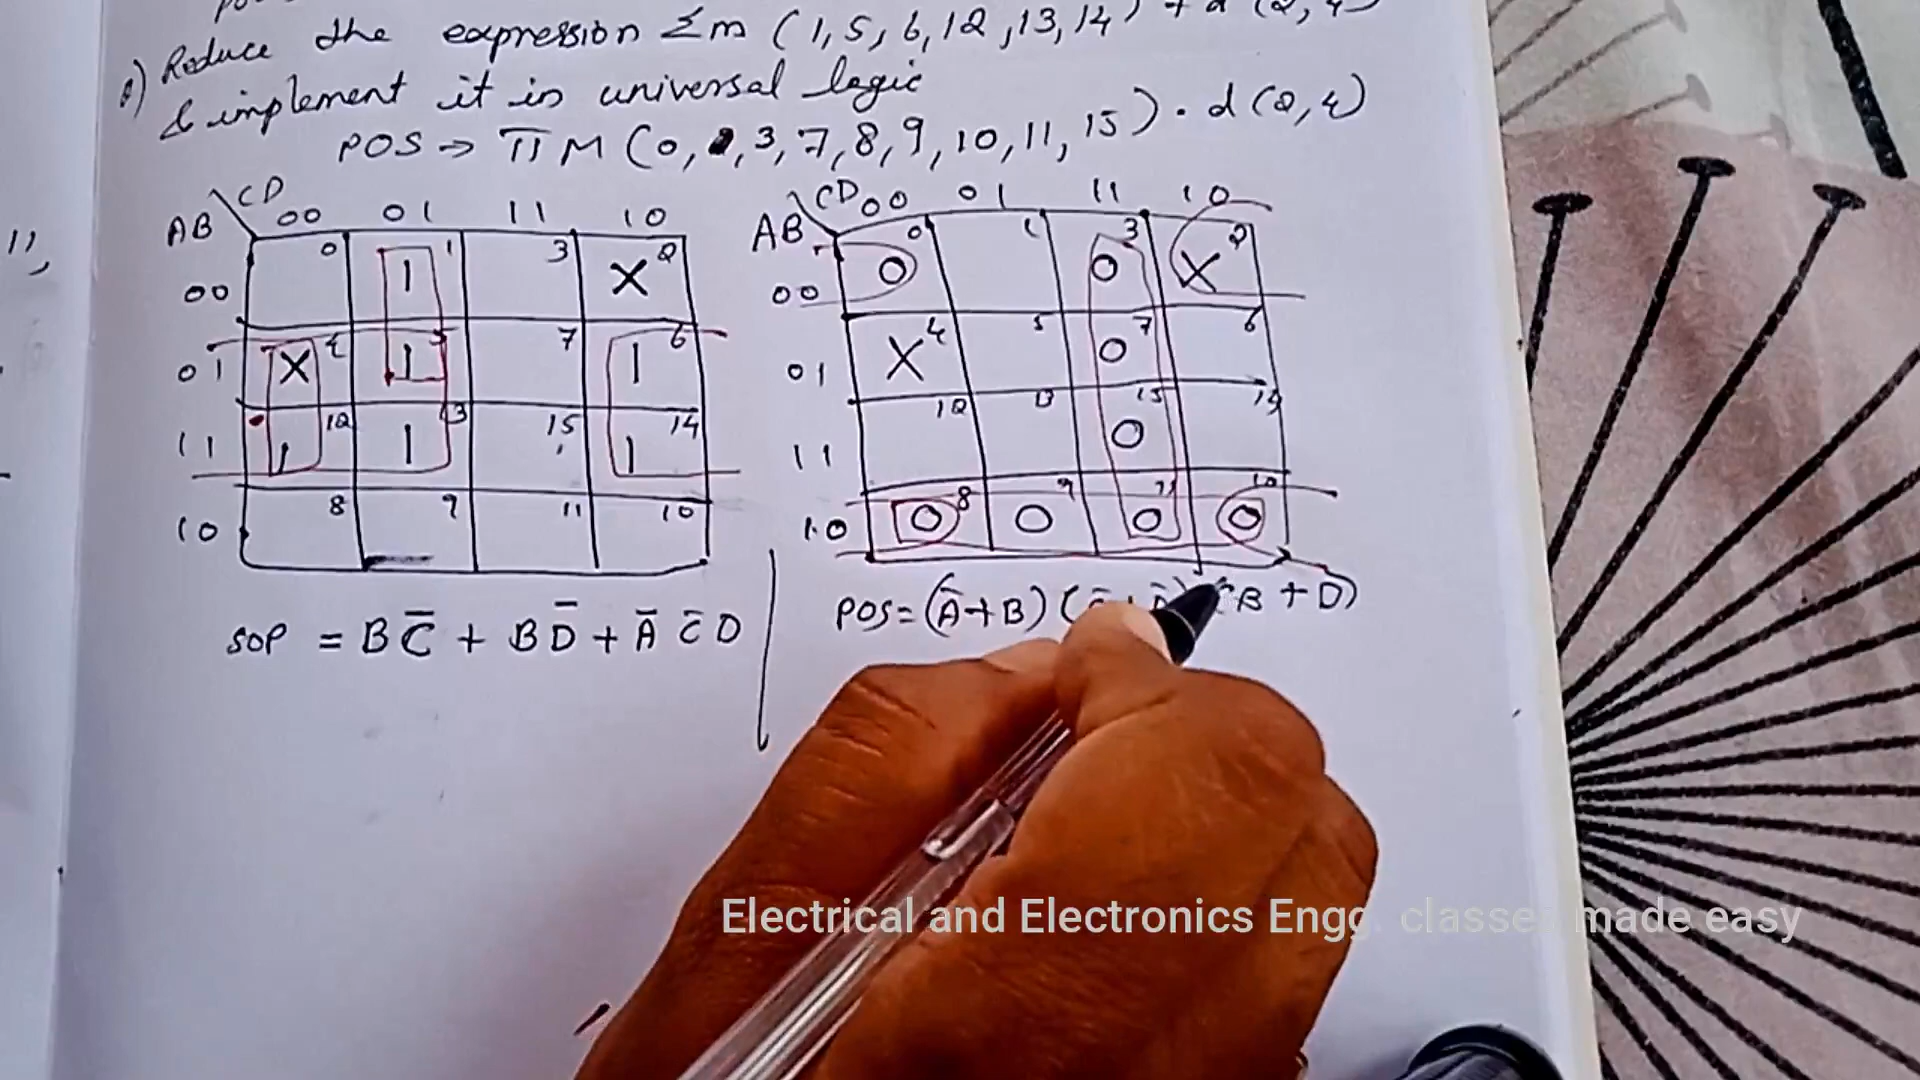 Reduce the expression Σm (1,5,6,12,13,14) + d (2,4)
& implement it in universal logic
POS → ΠM (0, 3,7,8,9,10,11,15) . d (2,4)
CD
AB 00 01 11 10
00 0 1 1 3 X 2
01 X 4 1 5 7 1 6
11 1 12 1 13 15 1 14
10 8 9 11 10
SOP = BC̅ + BD̅ + A̅ C̅ D
CD
AB 00 01 11 10
00 0 0 1 0 3 X 2
01 X 4 5 0 7 6
11 12 13 0 15 14
10 0 8 0 9 0 11 0 10
POS = (A̅+B) ( B + D)
Electrical and Electronics Engg. classes made easy
11,